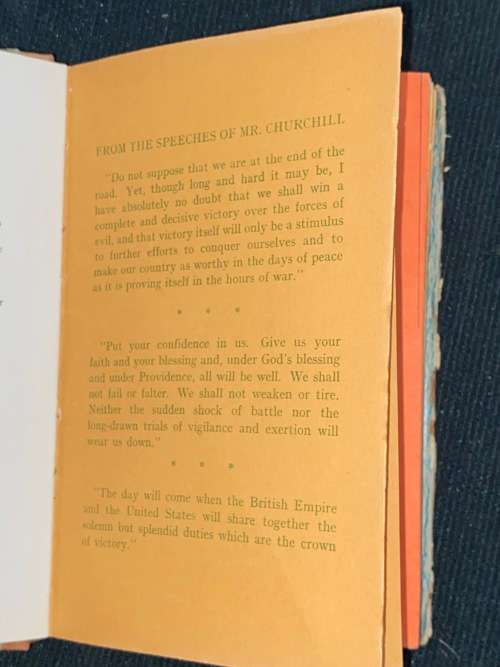 FROM THE SPEECHES OF MR. CHURCHILL
"Do not suppose that we are at the end of the
road. Yet, though long and hard it may be, I
have absolutely no doubt that we shall win a
complete and decisive victory over the forces of
evil, and that victory itself will only be a stimulus
to further efforts to conquer ourselves and to
make our country as worthy in the days of peace
as it is proving itself in the hours of war."
* * *
"Put your confidence in us. Give us your
faith and your blessing and, under God's blessing
and under Providence, all will be well. We shall
not fail or falter. We shall not weaken or tire.
Neither the sudden shock of battle nor the
long-drawn trials of vigilance and exertion will
wear us down."
* * *
"The day will come when the British Empire
and the United States will share together the
solemn but splendid duties which are the crown
of victory."